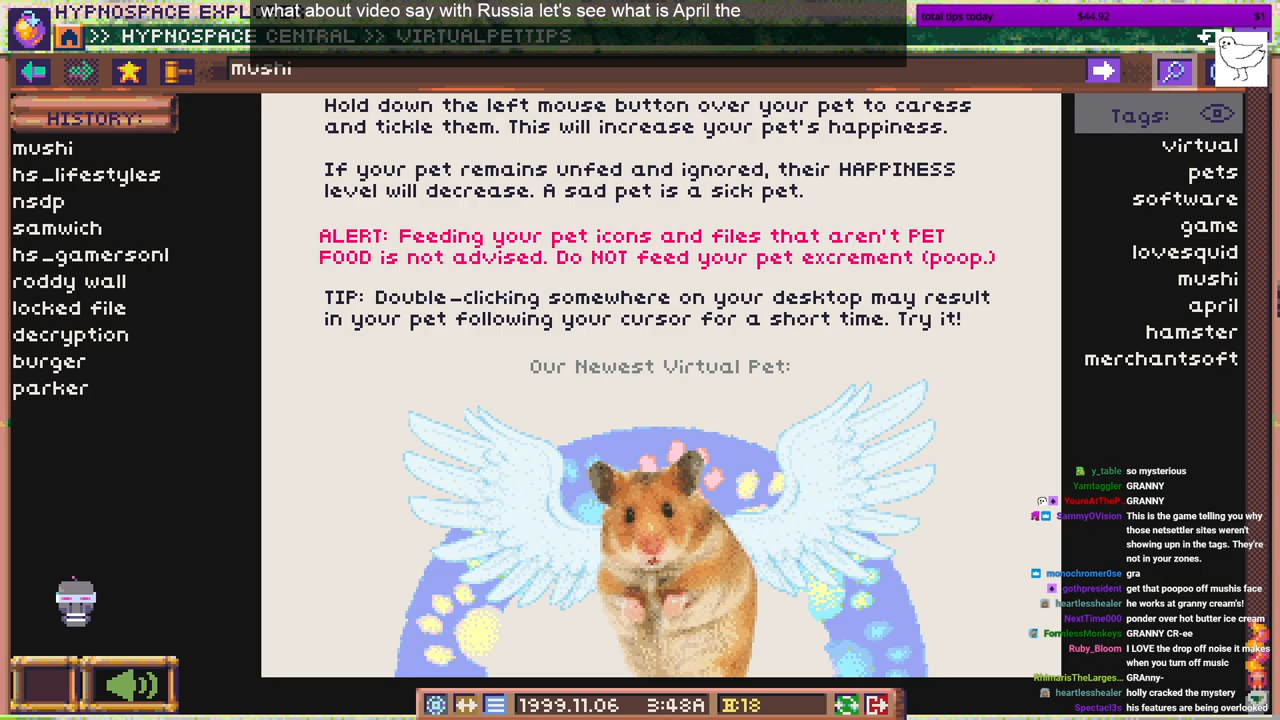 what about video say with Russia let's see what is April the
HYPNOSPACE EXPLO
>> HYPNOSPACE CENTRAL >> VIRTUALPETTIPS
total tips today $44.92 $1
mushi
HISTORY:
mushi
hs_lifestyles
nsdp
samwich
hs_gamersonl
roddy wall
locked file
decryption
burger
parker
Hold down the left mouse button over your pet to caress
and tickle them. This will increase your pet's happiness.
If your pet remains unfed and ignored, their HAPPINESS
level will decrease. A sad pet is a sick pet.
ALERT: Feeding your pet icons and files that aren't PET
FOOD is not advised. Do NOT feed your pet excrement (poop.)
TIP: Double-clicking somewhere on your desktop may result
in your pet following your cursor for a short time. Try it!
Our Newest Virtual Pet:
Tags:
virtual
pets
software
game
lovesquid
mushi
april
hamster
merchantsoft
y_table so mysterious
Yamtaggler GRANNY
YoureAtTheP. GRANNY
SammyOVision This is the game telling you why
those netsettler sites weren't
showing upn in the tags. They're
not in your zones.
monochromer0se gra
gothpresident get that poopoo off mushis face
heartlesshealer he works at granny cream's!
NextTime000 ponder over hot butter ice cream
FormlessMonkeys GRANNY CR-ee
Ruby_Bloom I LOVE the drop off noise it makes
when you turn off music
RhimarisTheLarges... GRAnny-
heartlesshealer holly cracked the mystery
Spectacl3s his features are being overlooked
1999.11.06 3:48A II:18